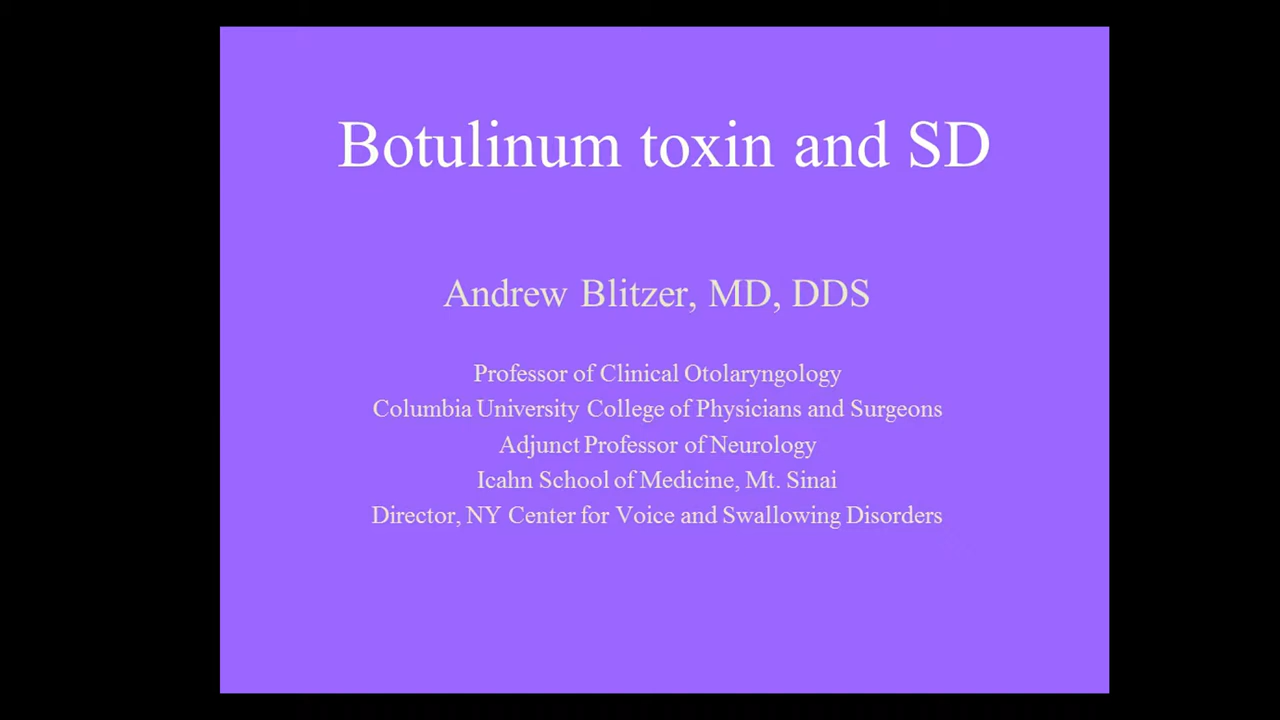 Botulinum toxin and SD
Andrew Blitzer, MD, DDS
Professor of Clinical Otolaryngology
Columbia University College of Physicians and Surgeons
Adjunct Professor of Neurology
Icahn School of Medicine, Mt. Sinai
Director, NY Center for Voice and Swallowing Disorders